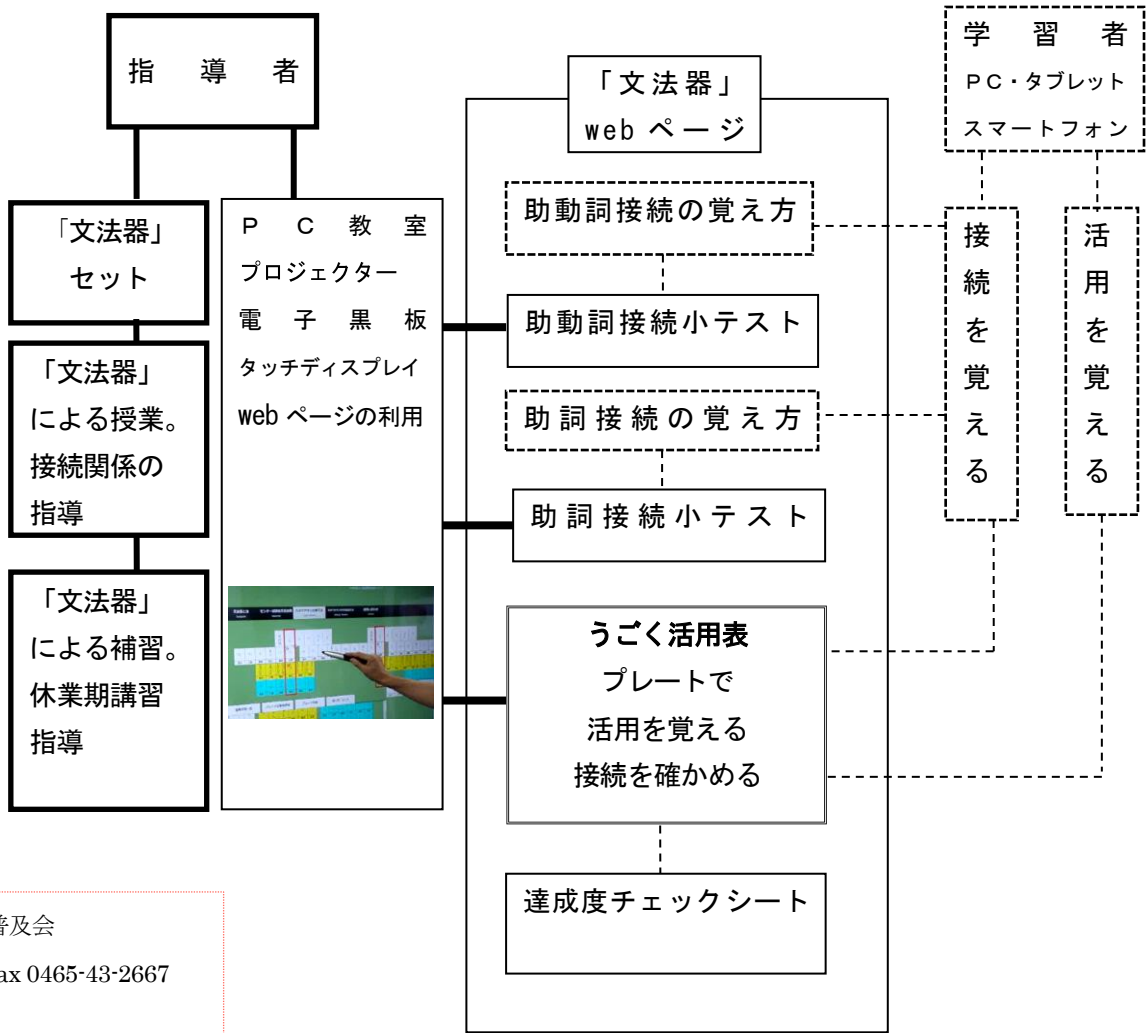 指導者
「文法器」
セット
「文法器」
による授業。
接続関係の
指導
「文法器」
による補習。
休業期講習
指導
PC教室
プロジェクター
電子黒板
タッチディスプレイ
webページの利用
「文法器」
webページ
助動詞接続の覚え方
助動詞接続小テスト
助詞接続の覚え方
助詞接続小テスト
うごく活用表
プレートで
活用を覚える
接続を確かめる
達成度チェックシート
学習者
PC・タブレット
スマートフォン
接続を覚える
活用を覚える
普及会
ax 0465-43-2667